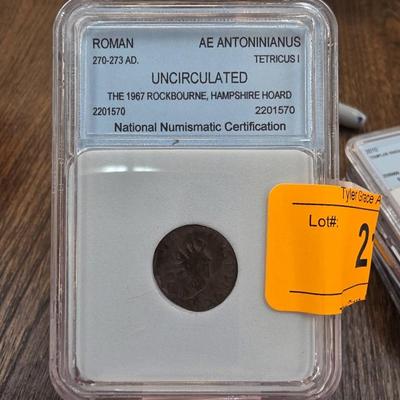 ROMAN AE ANTONINIANUS
270-273 AD. TETRICUS I
UNCIRCULATED
THE 1967 ROCKBOURNE, HAMPSHIRE HOARD
2201570 2201570
National Numismatic Certification
Tyler Grace A
Lot#:
2